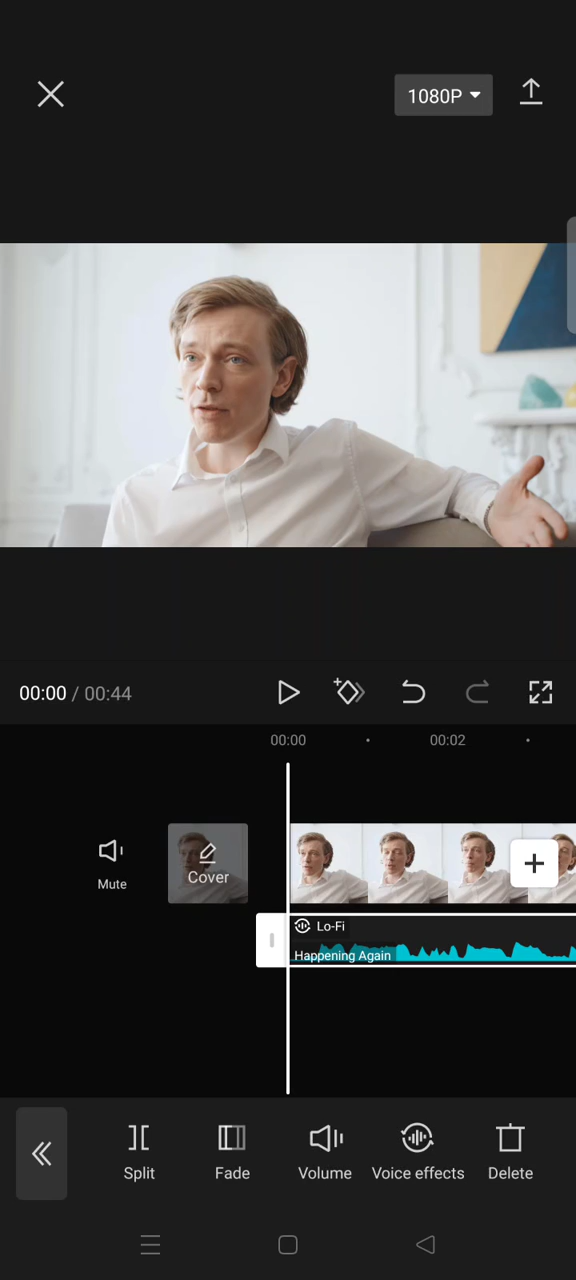 1080P
00:00 / 00:44
00:00
00:02
Mute
Cover
Lo-Fi
Happening Again
Split
Fade
Volume
Voice effects
Delete